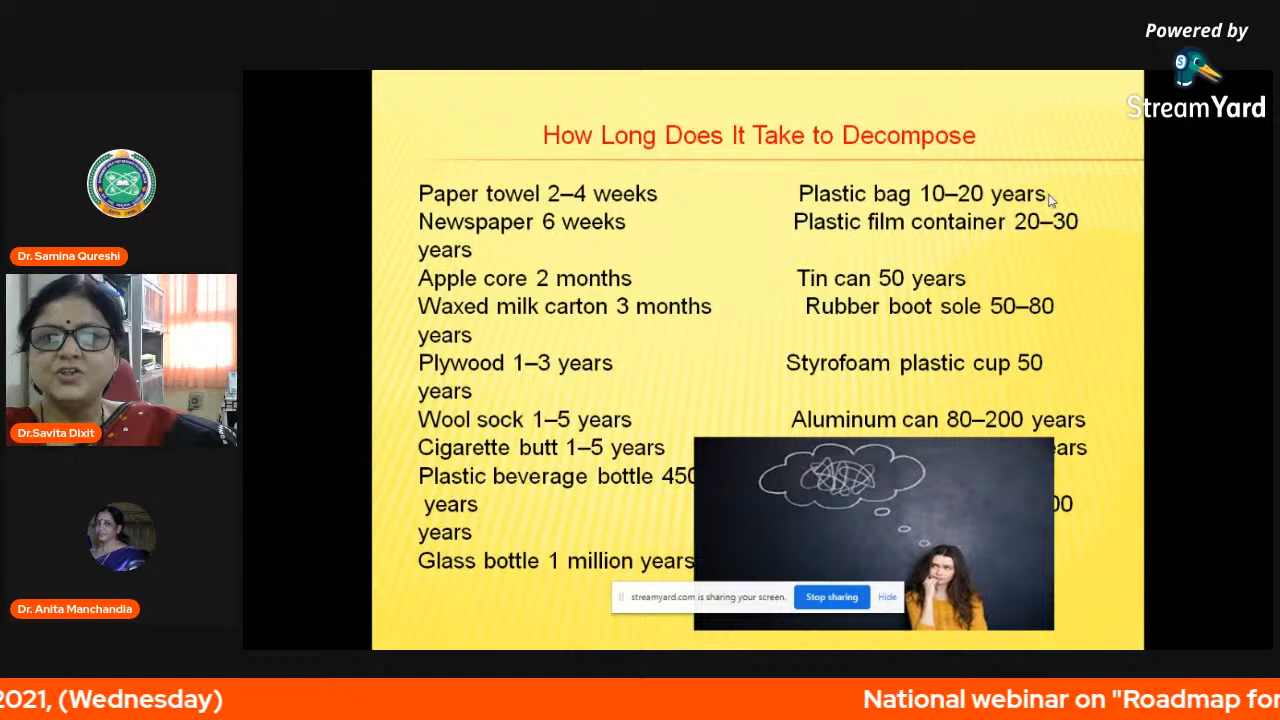 Powered by
StreamYard
How Long Does It Take to Decompose
Paper towel 2–4 weeks Plastic bag 10–20 years
Newspaper 6 weeks Plastic film container 20–30
years
Apple core 2 months Tin can 50 years
Waxed milk carton 3 months Rubber boot sole 50–80
years
Plywood 1–3 years Styrofoam plastic cup 50
years
Wool sock 1–5 years Aluminum can 80–200 years
Cigarette butt 1–5 years
Plastic beverage bottle 450
years
years
Glass bottle 1 million years
streamyard.com is sharing your screen. Stop sharing Hide
Dr. Samina Qureshi
Dr.Savita Dixit
Dr. Anita Manchandia
2021, (Wednesday) National webinar on "Roadmap for